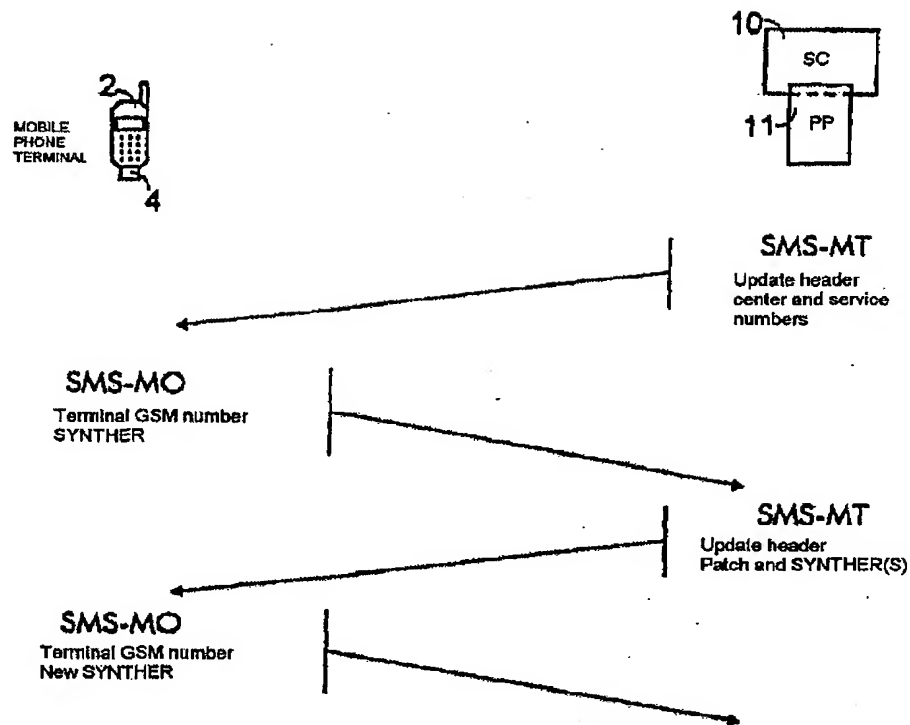 10
SC
2
MOBILE
PHONE
TERMINAL
11
PP
4
SMS-MT
Update header
center and service
numbers
SMS-MO
Terminal GSM number
SYNTHER
SMS-MT
Update header
Patch and SYNTHER(S)
SMS-MO
Terminal GSM number
New SYNTHER